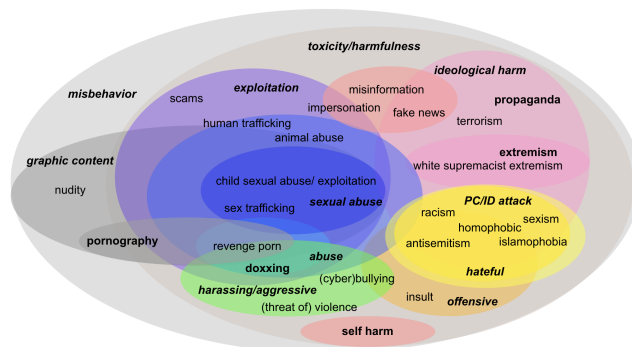 toxicity/harmfulness
ideological harm
misbehavior
exploitation
scams
misinformation
impersonation
fake news
propaganda
terrorism
human trafficking
animal abuse
extremism
white supremacist extremism
graphic content
nudity
child sexual abuse/ exploitation
sex trafficking
sexual abuse
PC/ID attack
racism
sexism
homophobic
antisemitism
islamophobia
pornography
revenge porn
abuse
doxxing
hateful
(cyber)bullying
harassing/aggressive
insult
offensive
(threat of) violence
self harm